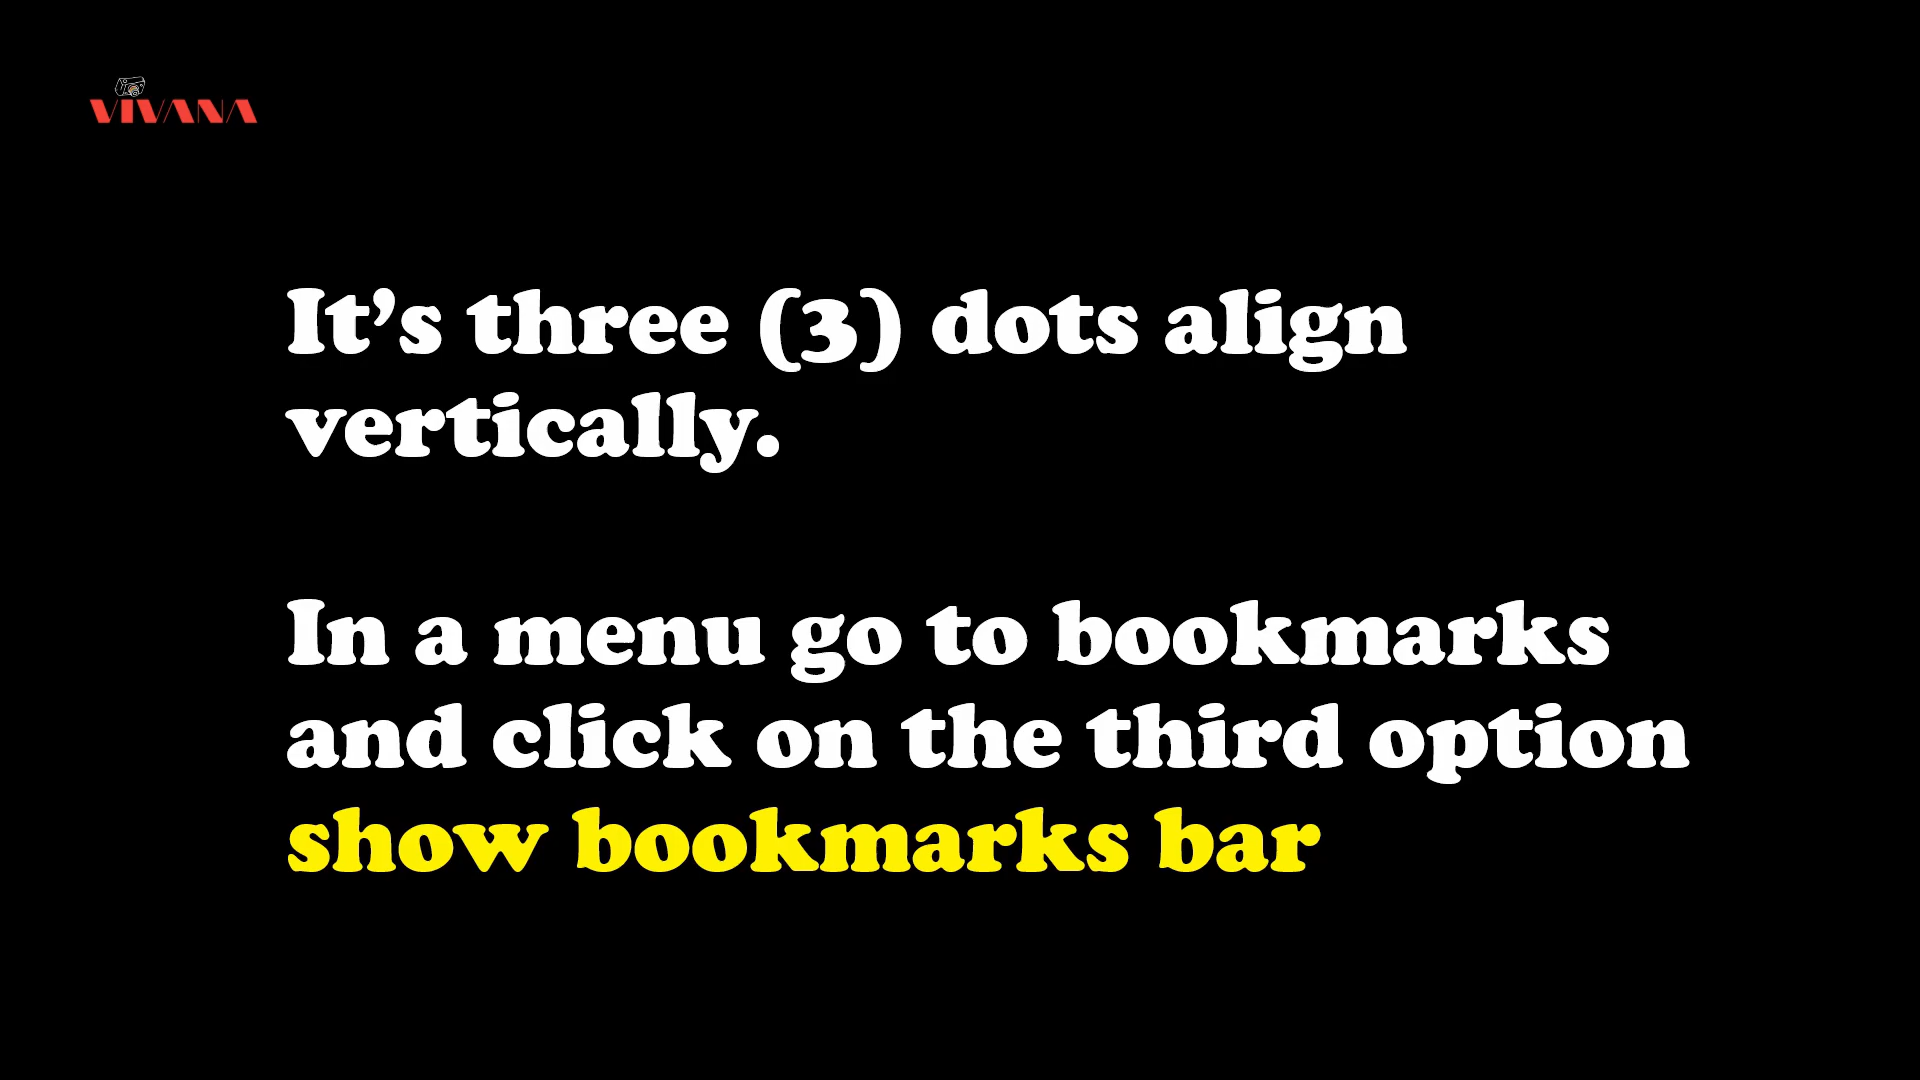 VIVANA
It’s three (3) dots align
vertically.
In a menu go to bookmarks
and click on the third option
show bookmarks bar